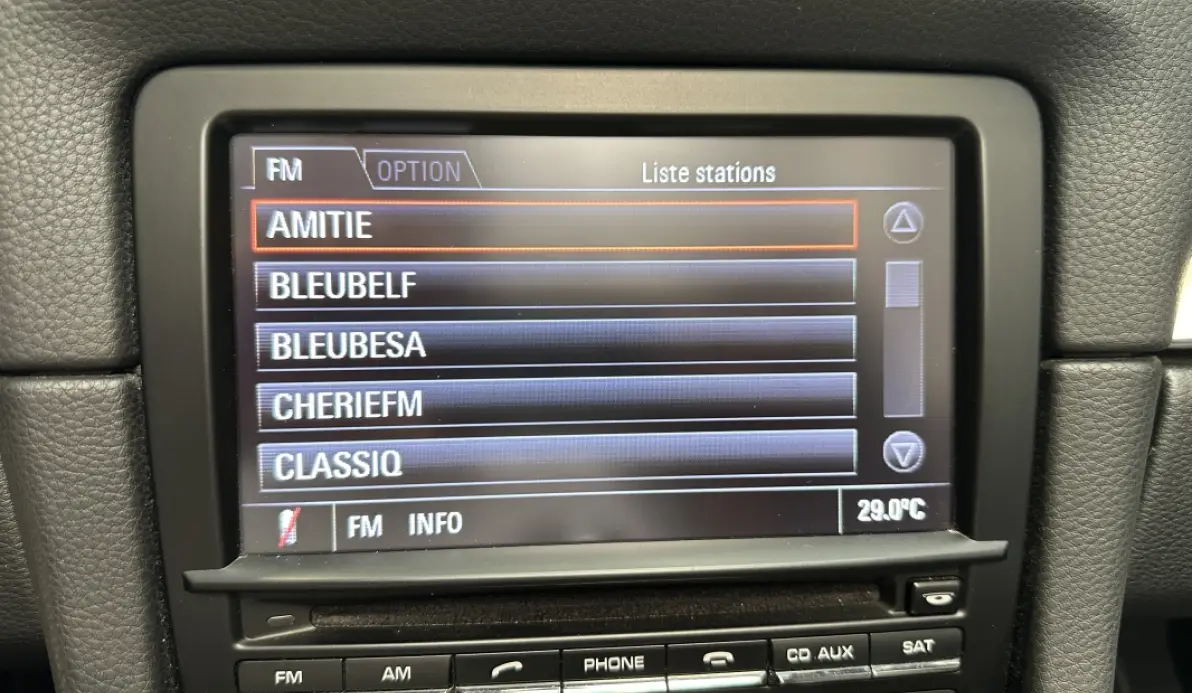 FM OPTION Liste stations
AMITIE
BLEUBELF
BLEUBESA
CHERIEFM
CLASSIQ
FM INFO 29.0°C
FM AM PHONE CD AUX SAT